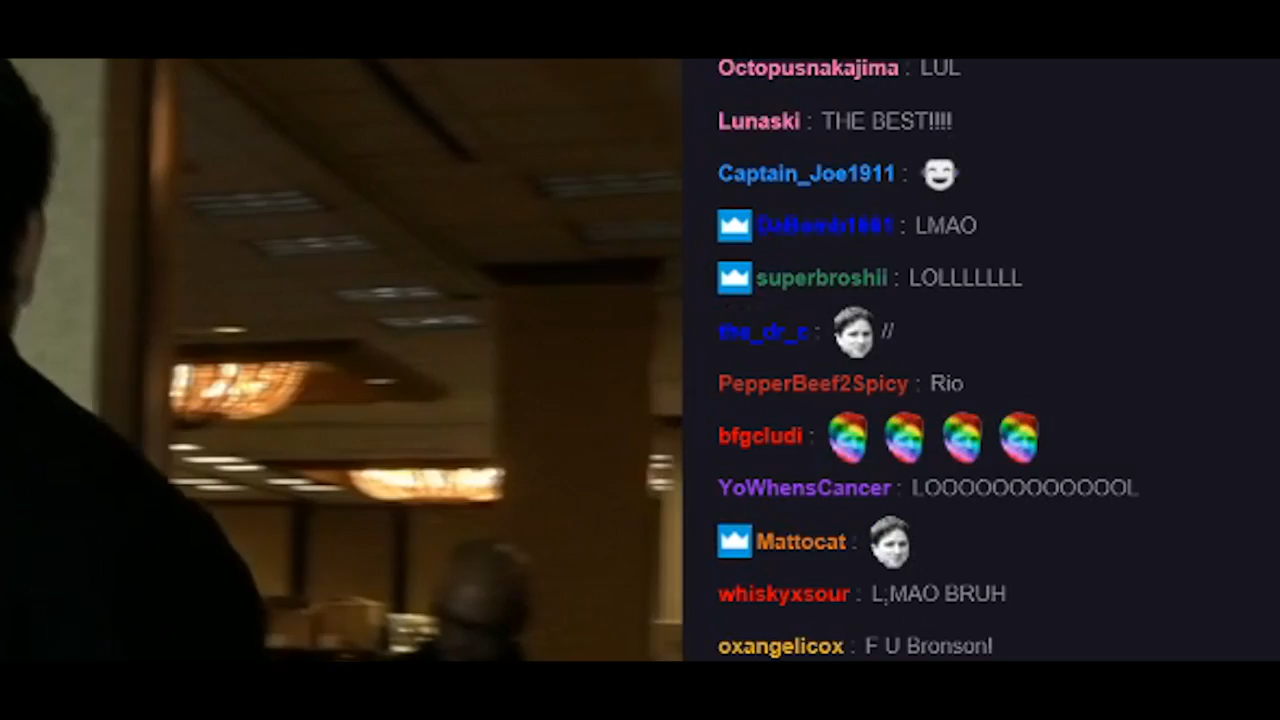 Octopusnakajima : LUL
Lunaski : THE BEST!!!!
Captain_Joe1911 :
: LMAO
superbroshii : LOLLLLLLL
the_dr_c : //
PepperBeef2Spicy : Rio
bfgcludi :
YoWhensCancer : LOOOOOOOOOOOOL
Mattocat :
whiskyxsour : L,MAO BRUH
oxangelicox : F U Bronson!